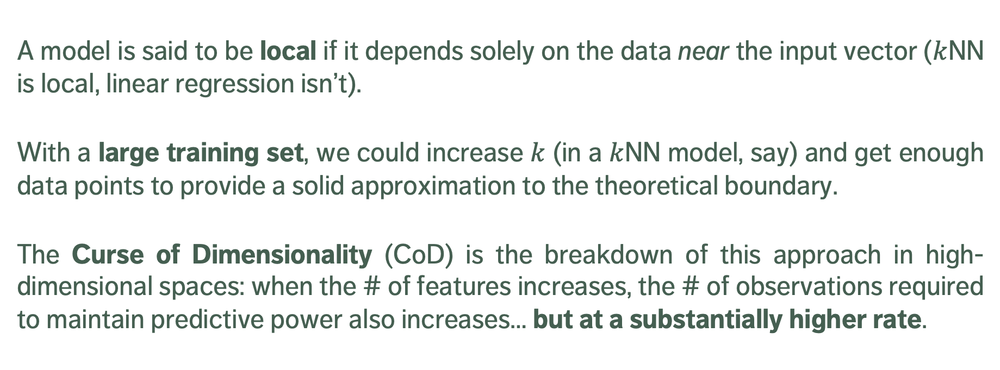 A model is said to be local if it depends solely on the data near the input vector (kNN
is local, linear regression isn’t).
With a large training set, we could increase k (in a kNN model, say) and get enough
data points to provide a solid approximation to the theoretical boundary.
The Curse of Dimensionality (CoD) is the breakdown of this approach in high-
dimensional spaces: when the # of features increases, the # of observations required
to maintain predictive power also increases… but at a substantially higher rate.